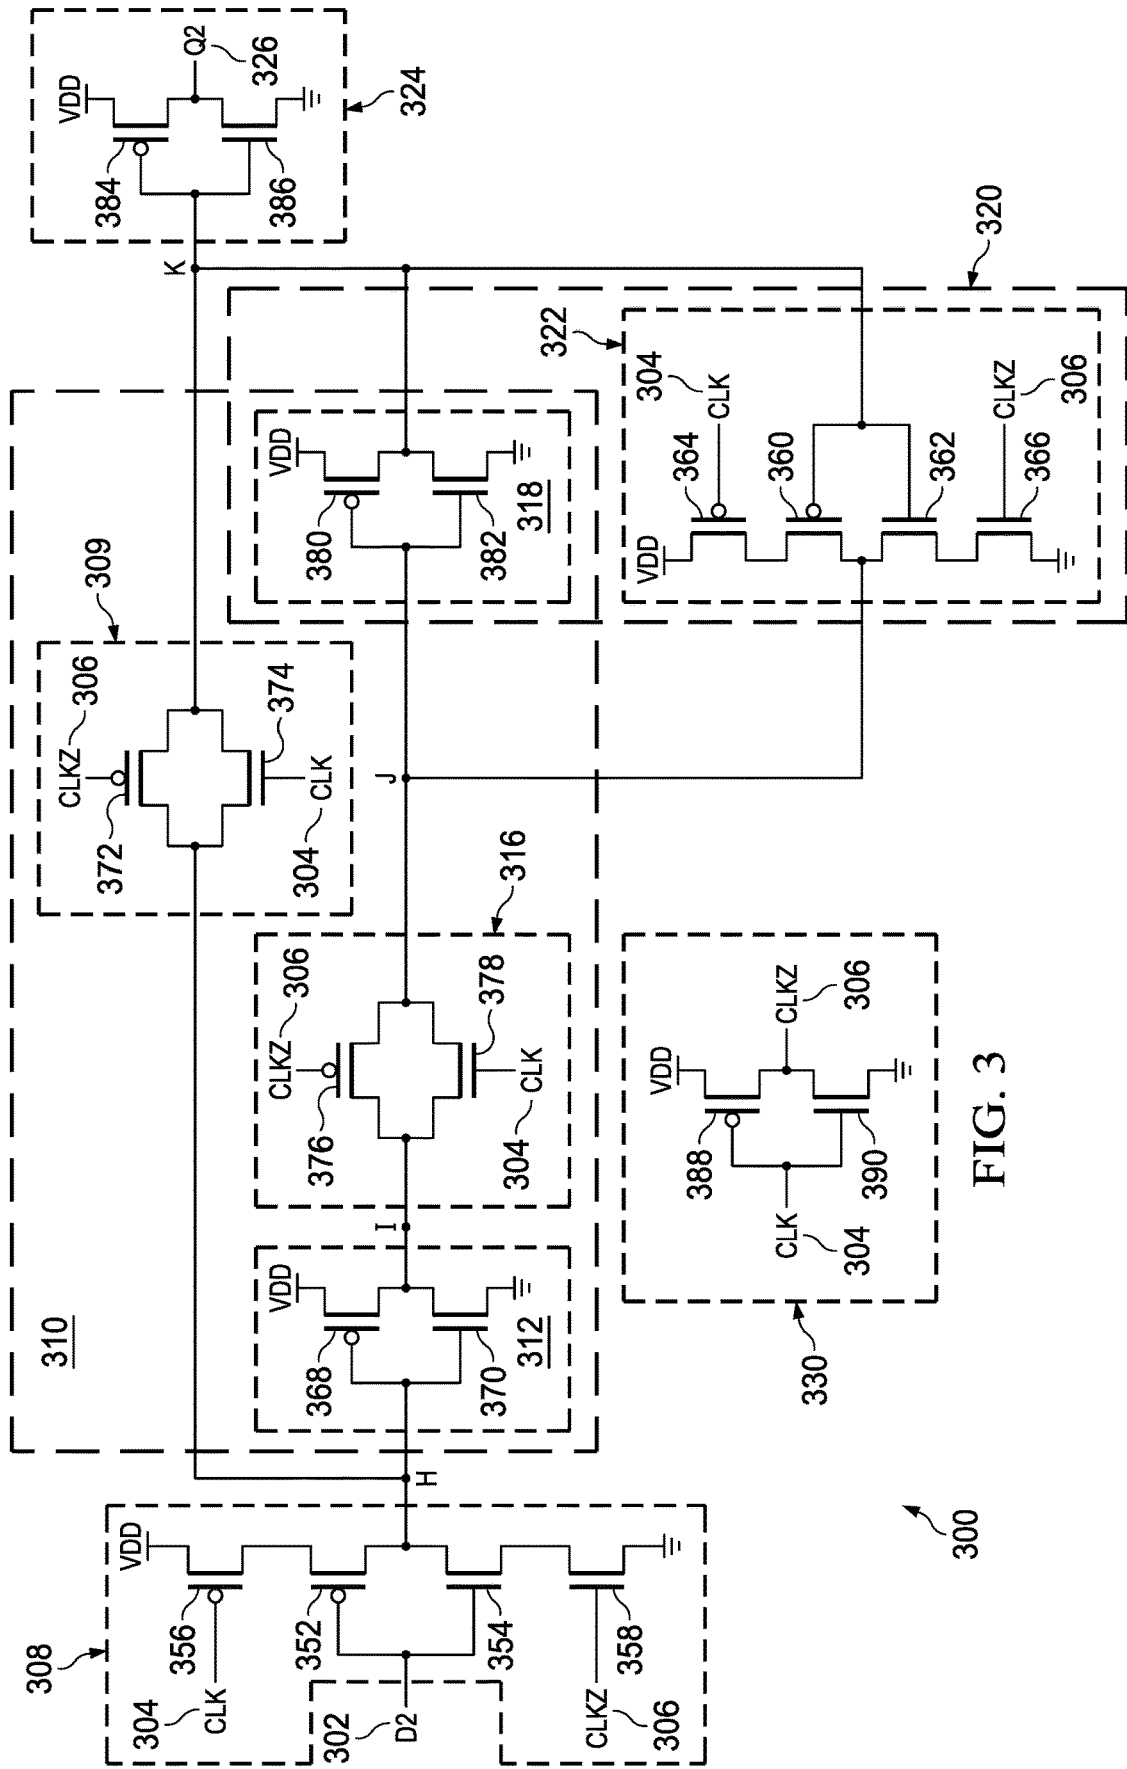 308
304
CLK
356
VDD
352
302
D2
354
358
CLKZ
306
H
310
VDD
368
370
312
I
CLKZ
306
376
378
304
CLK
316
J
309
CLKZ
306
372
374
304
CLK
VDD
380
382
318
K
VDD
384
386
Q2
326
324
320
322
304
CLK
364
VDD
360
362
366
CLKZ
306
330
VDD
388
390
CLK
304
CLKZ
306
300
FIG. 3